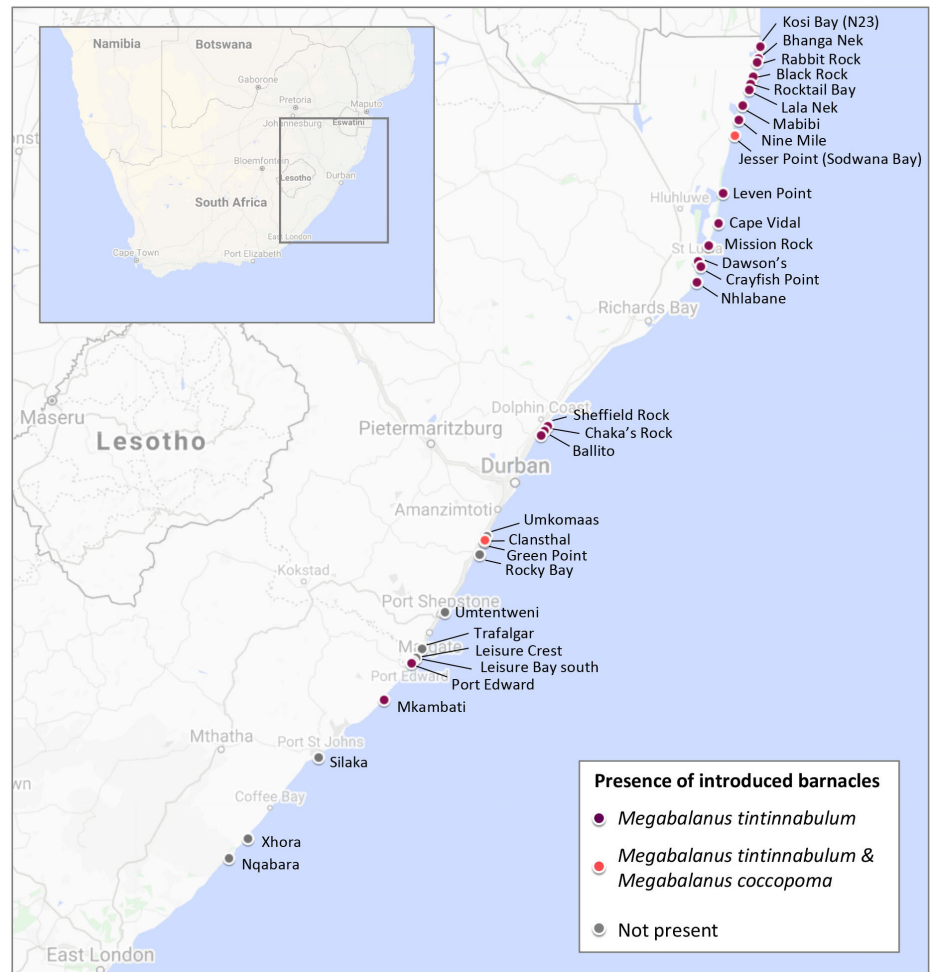 Namibia
Botswana
Gaborone
Pretoria
Maputo
Johannesburg
Eswatini
Bloemfontein
Lesotho
Durban
South Africa
East London
Cape Town
Port Elizabeth
Kosi Bay (N23)
Bhanga Nek
Rabbit Rock
Black Rock
Rocktail Bay
Lala Nek
Mabibi
Nine Mile
Jesser Point (Sodwana Bay)
Hluhluwe
Leven Point
Cape Vidal
St Lucia
Mission Rock
Dawson's
Crayfish Point
Nhlabane
Richards Bay
Maseru
Lesotho
Dolphin Coast
Sheffield Rock
Chaka's Rock
Ballito
Pietermaritzburg
Durban
Amanzimtoti
Umkomaas
Clansthal
Green Point
Rocky Bay
Kokstad
Port Shepstone
Umtentweni
Trafalgar
Margate
Leisure Crest
Leisure Bay south
Port Edward
Port Edward
Mkambati
Mthatha
Port St Johns
Silaka
Coffee Bay
Xhora
Nqabara
East London
Presence of introduced barnacles
Megabalanus tintinnabulum
Megabalanus tintinnabulum &
Megabalanus coccopoma
Not present